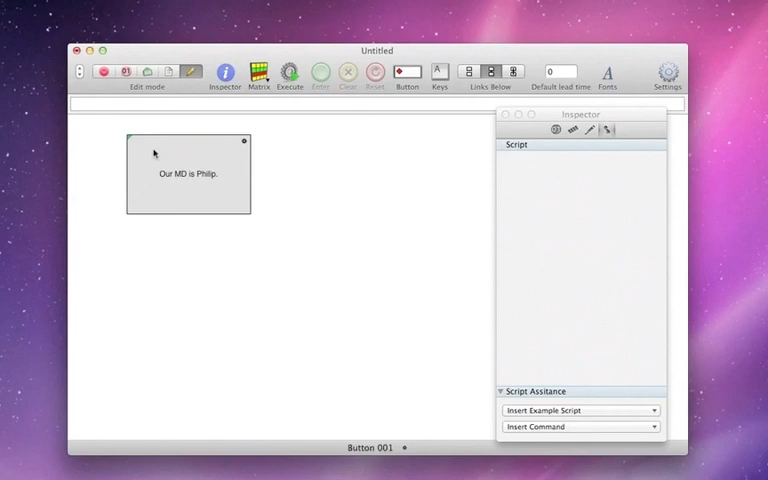 Untitled
Edit mode
Inspector
Matrix
Execute
Enter
Clear
Reset
Button
A
Keys
Links Below
0
Default lead time
A
Fonts
Settings
Inspector
Script
Our MD is Philip.
Script Assitance
Insert Example Script
Insert Command
Button 001